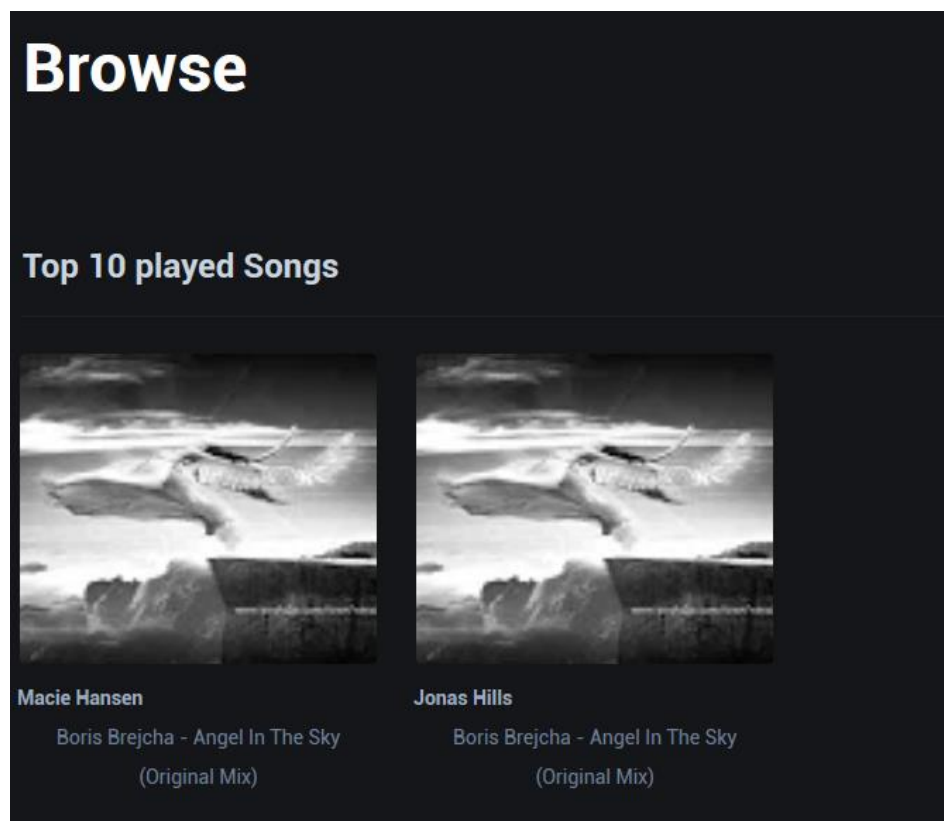 Browse
Top 10 played Songs
Macie Hansen
Boris Brejcha - Angel In The Sky
(Original Mix)
Jonas Hills
Boris Brejcha - Angel In The Sky
(Original Mix)